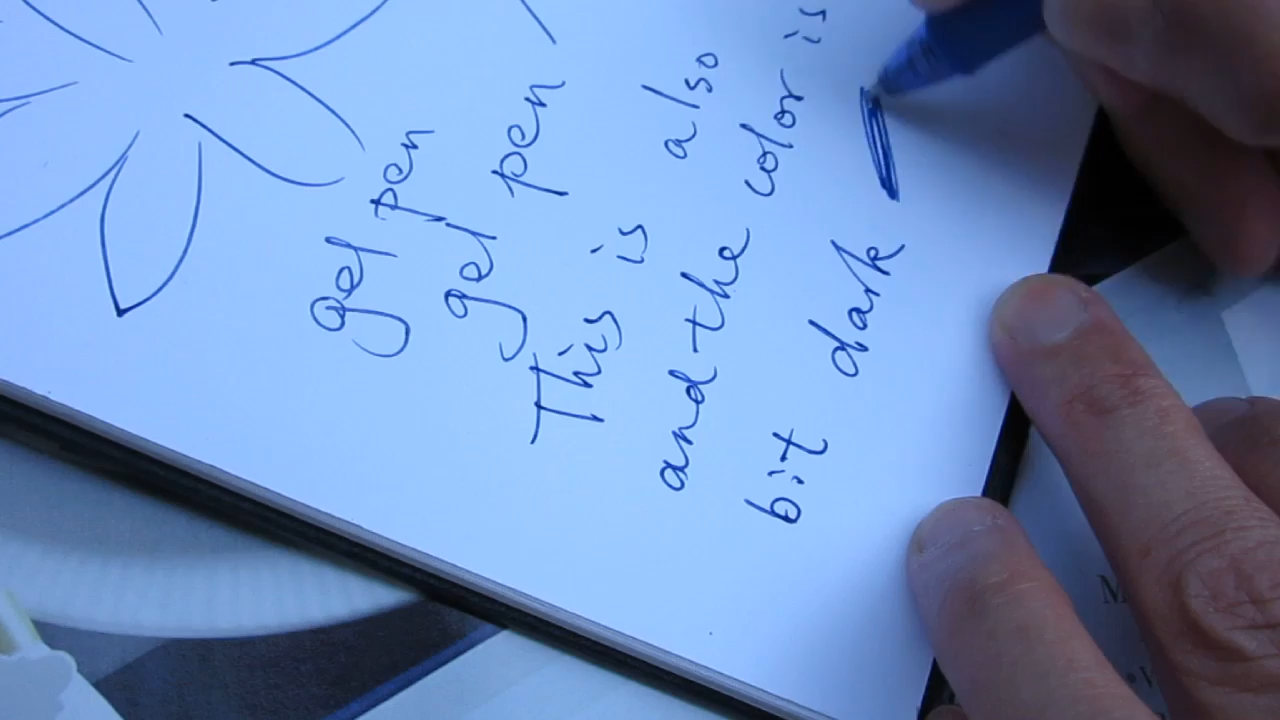 gel pen
gel pen
This is also
and the color is
bit dark